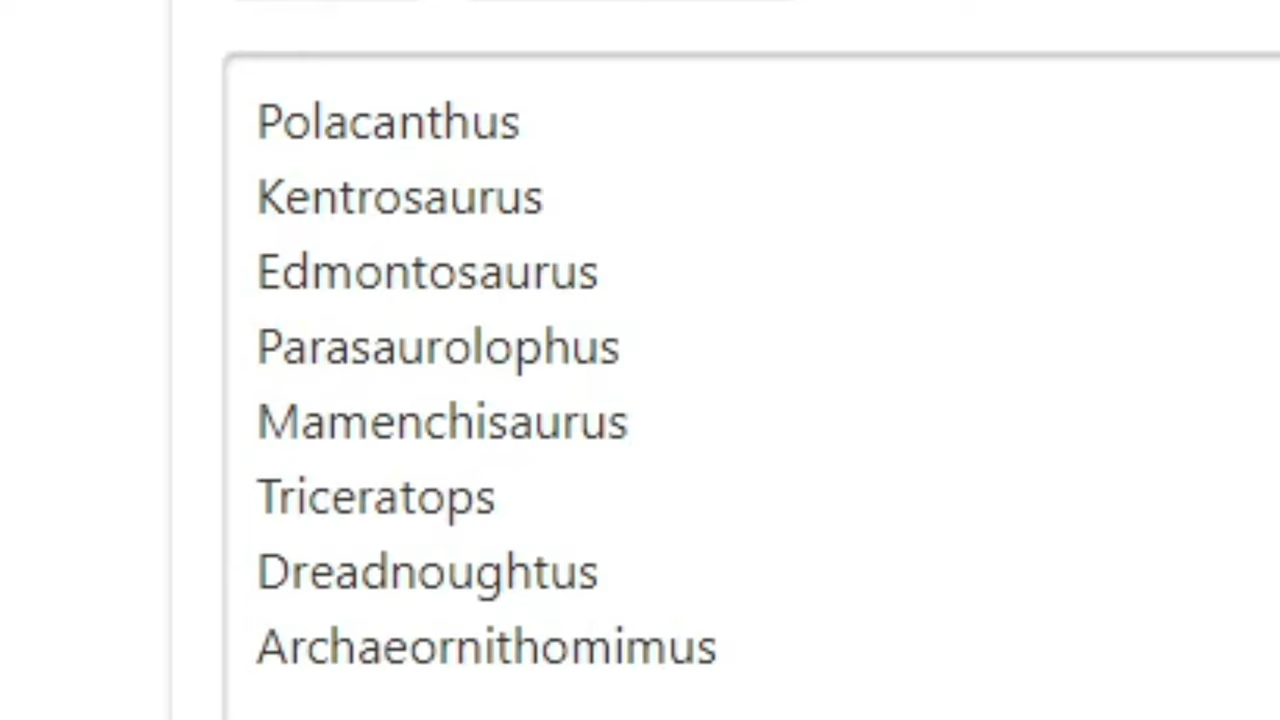 Polacanthus
Kentrosaurus
Edmontosaurus
Parasaurolophus
Mamenchisaurus
Triceratops
Dreadnoughtus
Archaeornithomimus